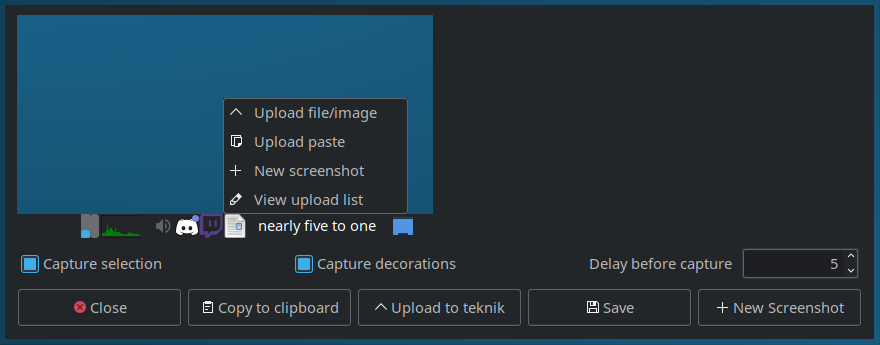 Upload file/image
Upload paste
New screenshot
View upload list
nearly five to one
Capture selection
Capture decorations
Delay before capture
5
Close
Copy to clipboard
Upload to teknik
Save
New Screenshot